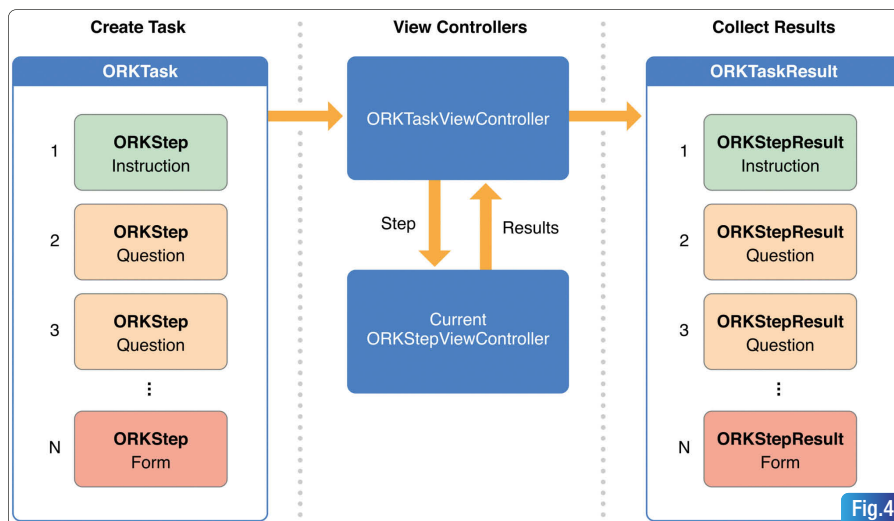 Create Task
ORKTask
1
ORKStep
Instruction
2
ORKStep
Question
3
ORKStep
Question
⋮
N
ORKStep
Form
View Controllers
ORKTaskViewController
Step
Results
Current
ORKStepViewController
Collect Results
ORKTaskResult
1
ORKStepResult
Instruction
2
ORKStepResult
Question
3
ORKStepResult
Question
⋮
N
ORKStepResult
Form
Fig.4